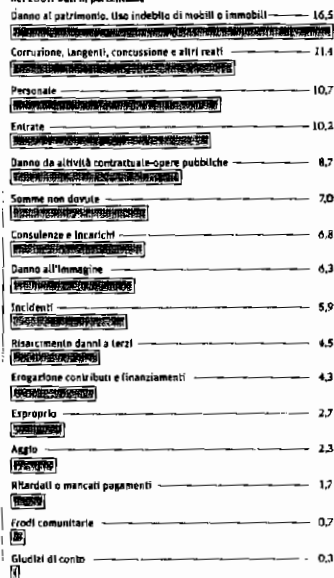 Danno al patrimonio. Uso indebito di mobili o immobili 16,5
Corruzione, tangenti, concussione e altri reati 11,4
Personale 10,7
Entrate 10,2
Danno da attività contrattuale-opere pubbliche 8,7
Somme non dovute 7,0
Consulenze e incarichi 6,8
Danno all'immagine 6,3
Incidenti 5,9
Risarcimento danni a terzi 4,5
Erogazione contributi e finanziamenti 4,3
Esproprio 2,7
Aggio 2,3
Ritardati o mancati pagamenti 1,7
Frodi comunitarie 0,7
Giudizi di conto 0,3